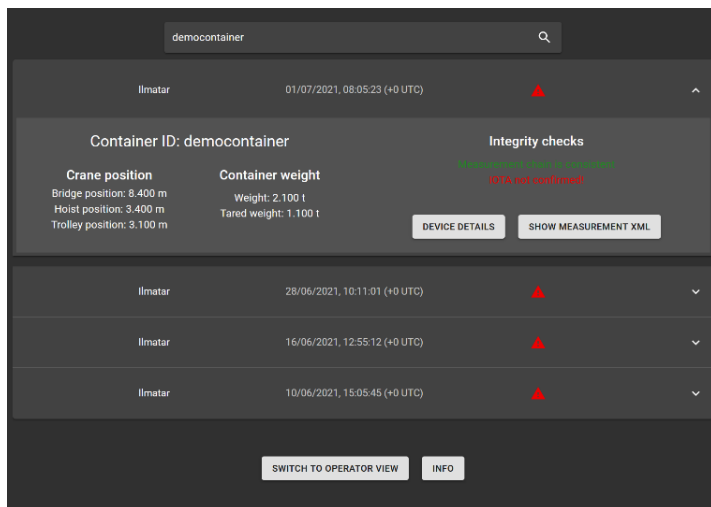 democontainer
Ilmatar 01/07/2021, 08:05:23 (+0 UTC)
Container ID: democontainer
Crane position
Bridge position: 8.400 m
Hoist position: 3.400 m
Trolley position: 3.100 m
Container weight
Weight: 2.100 t
Tared weight: 1.100 t
Integrity checks
Measurement chain is consistent
IOTA not confirmed!
DEVICE DETAILS
SHOW MEASUREMENT XML
Ilmatar 28/06/2021, 10:11:01 (+0 UTC)
Ilmatar 16/06/2021, 12:55:12 (+0 UTC)
Ilmatar 10/06/2021, 15:05:45 (+0 UTC)
SWITCH TO OPERATOR VIEW
INFO